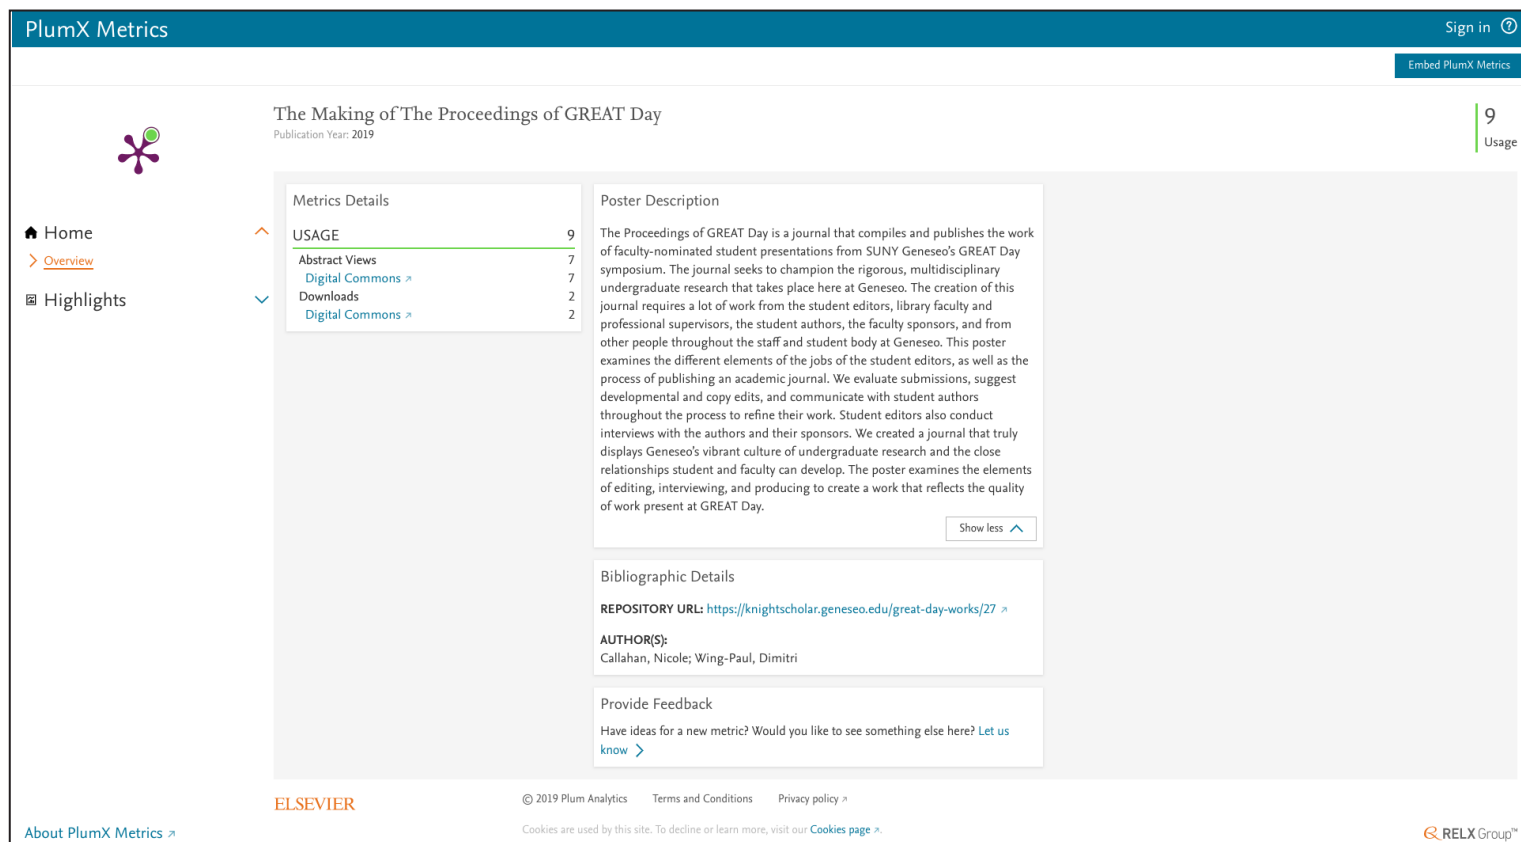 PlumX Metrics
Sign in
Embed PlumX Metrics
The Making of The Proceedings of GREAT Day
Publication Year: 2019
9
Usage
Home
Overview
Highlights
Metrics Details
USAGE 9
Abstract Views 7
Digital Commons 7
Downloads 2
Digital Commons 2
Poster Description
The Proceedings of GREAT Day is a journal that compiles and publishes the work
of faculty-nominated student presentations from SUNY Geneseo's GREAT Day
symposium. The journal seeks to champion the rigorous, multidisciplinary
undergraduate research that takes place here at Geneseo. The creation of this
journal requires a lot of work from the student editors, library faculty and
professional supervisors, the student authors, the faculty sponsors, and from
other people throughout the staff and student body at Geneseo. This poster
examines the different elements of the jobs of the student editors, as well as the
process of publishing an academic journal. We evaluate submissions, suggest
developmental and copy edits, and communicate with student authors
throughout the process to refine their work. Student editors also conduct
interviews with the authors and their sponsors. We created a journal that truly
displays Geneseo's vibrant culture of undergraduate research and the close
relationships student and faculty can develop. The poster examines the elements
of editing, interviewing, and producing to create a work that reflects the quality
of work present at GREAT Day.
Show less
Bibliographic Details
REPOSITORY URL: https://knightscholar.geneseo.edu/great-day-works/27
AUTHOR(S):
Callahan, Nicole; Wing-Paul, Dimitri
Provide Feedback
Have ideas for a new metric? Would you like to see something else here? Let us
know
ELSEVIER
© 2019 Plum Analytics Terms and Conditions Privacy policy
Cookies are used by this site. To decline or learn more, visit our Cookies page .
About PlumX Metrics
RELX Group™